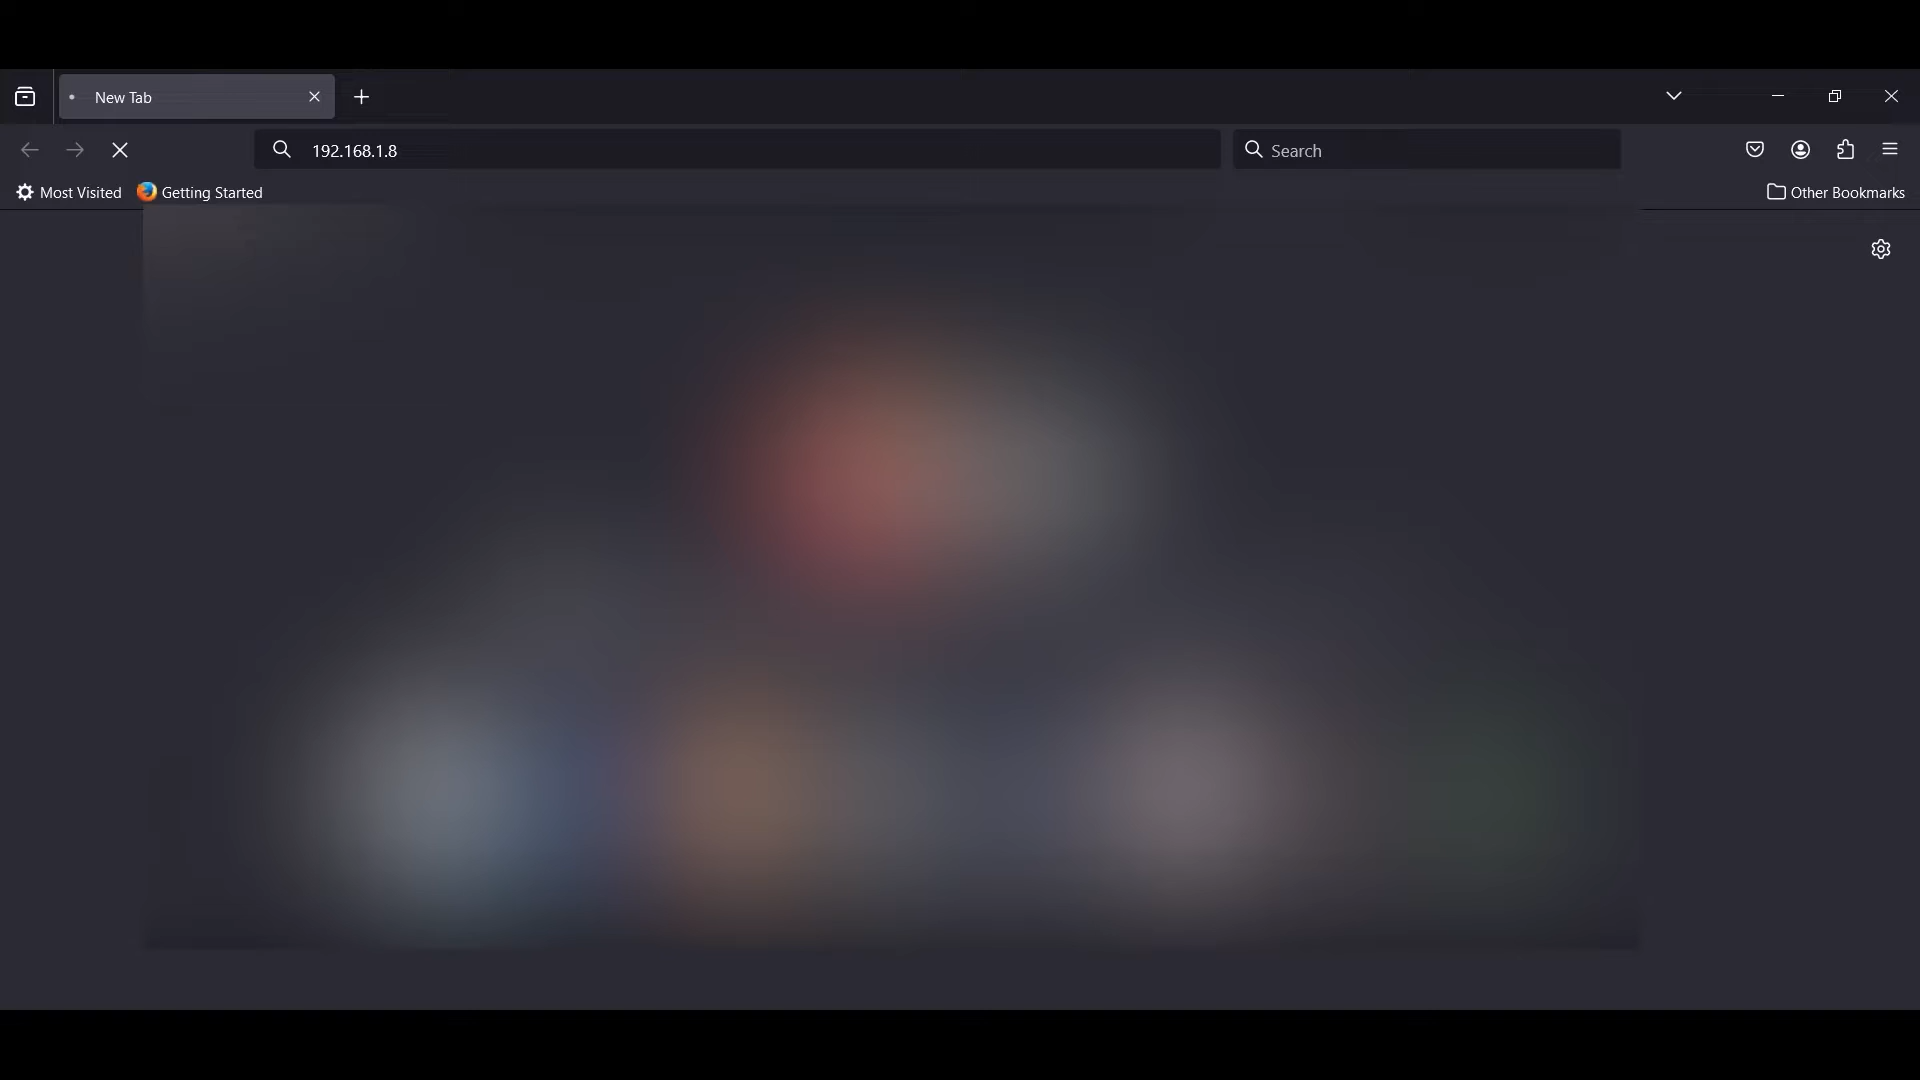 New Tab
192.168.1.8
Search
Most Visited
Getting Started
Other Bookmarks